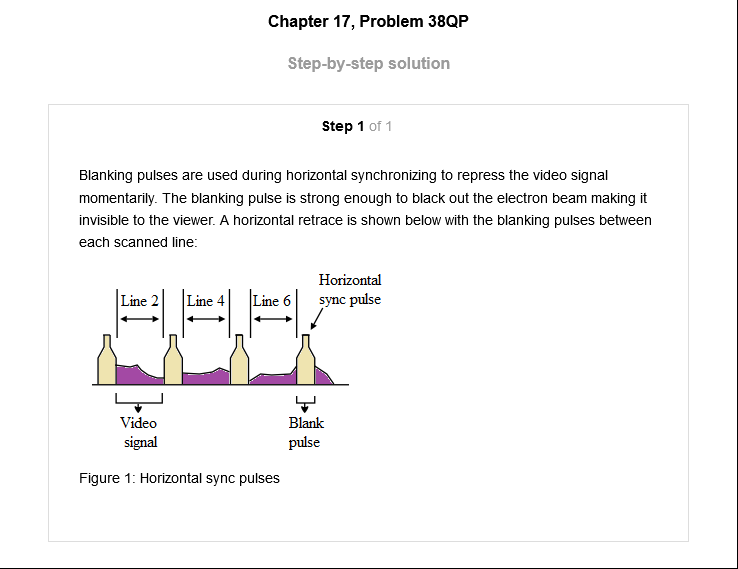 Chapter 17, Problem 38QP
Step-by-step solution
Step 1 of 1
Blanking pulses are used during horizontal synchronizing to repress the video signal
momentarily. The blanking pulse is strong enough to black out the electron beam making it
invisible to the viewer. A horizontal retrace is shown below with the blanking pulses between
each scanned line:
Horizontal
sync pulse
Line 2
Line 4
Line 6
Video
signal
Blank
pulse
Figure 1: Horizontal sync pulses